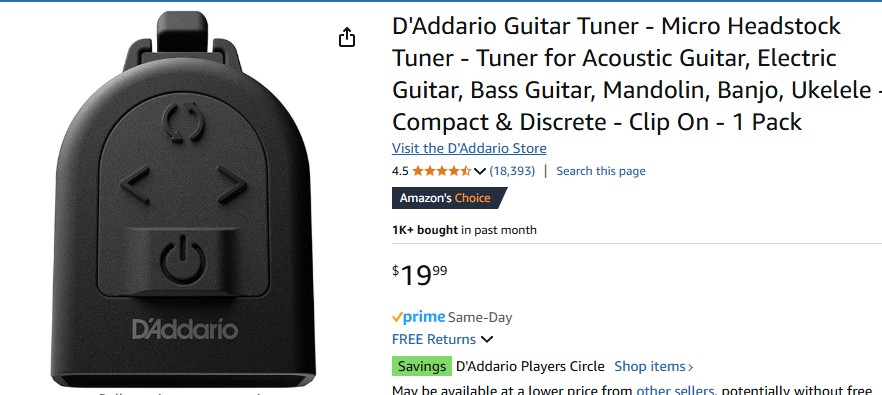 D'Addario
D'Addario Guitar Tuner - Micro Headstock
Tuner - Tuner for Acoustic Guitar, Electric
Guitar, Bass Guitar, Mandolin, Banjo, Ukelele -
Compact & Discrete - Clip On - 1 Pack
Visit the D'Addario Store
4.5 (18,393) | Search this page
Amazon's Choice
1K+ bought in past month
$19 99
prime Same-Day
FREE Returns
Savings D'Addario Players Circle Shop items
May be available at a lower price from other sellers, potentially without free